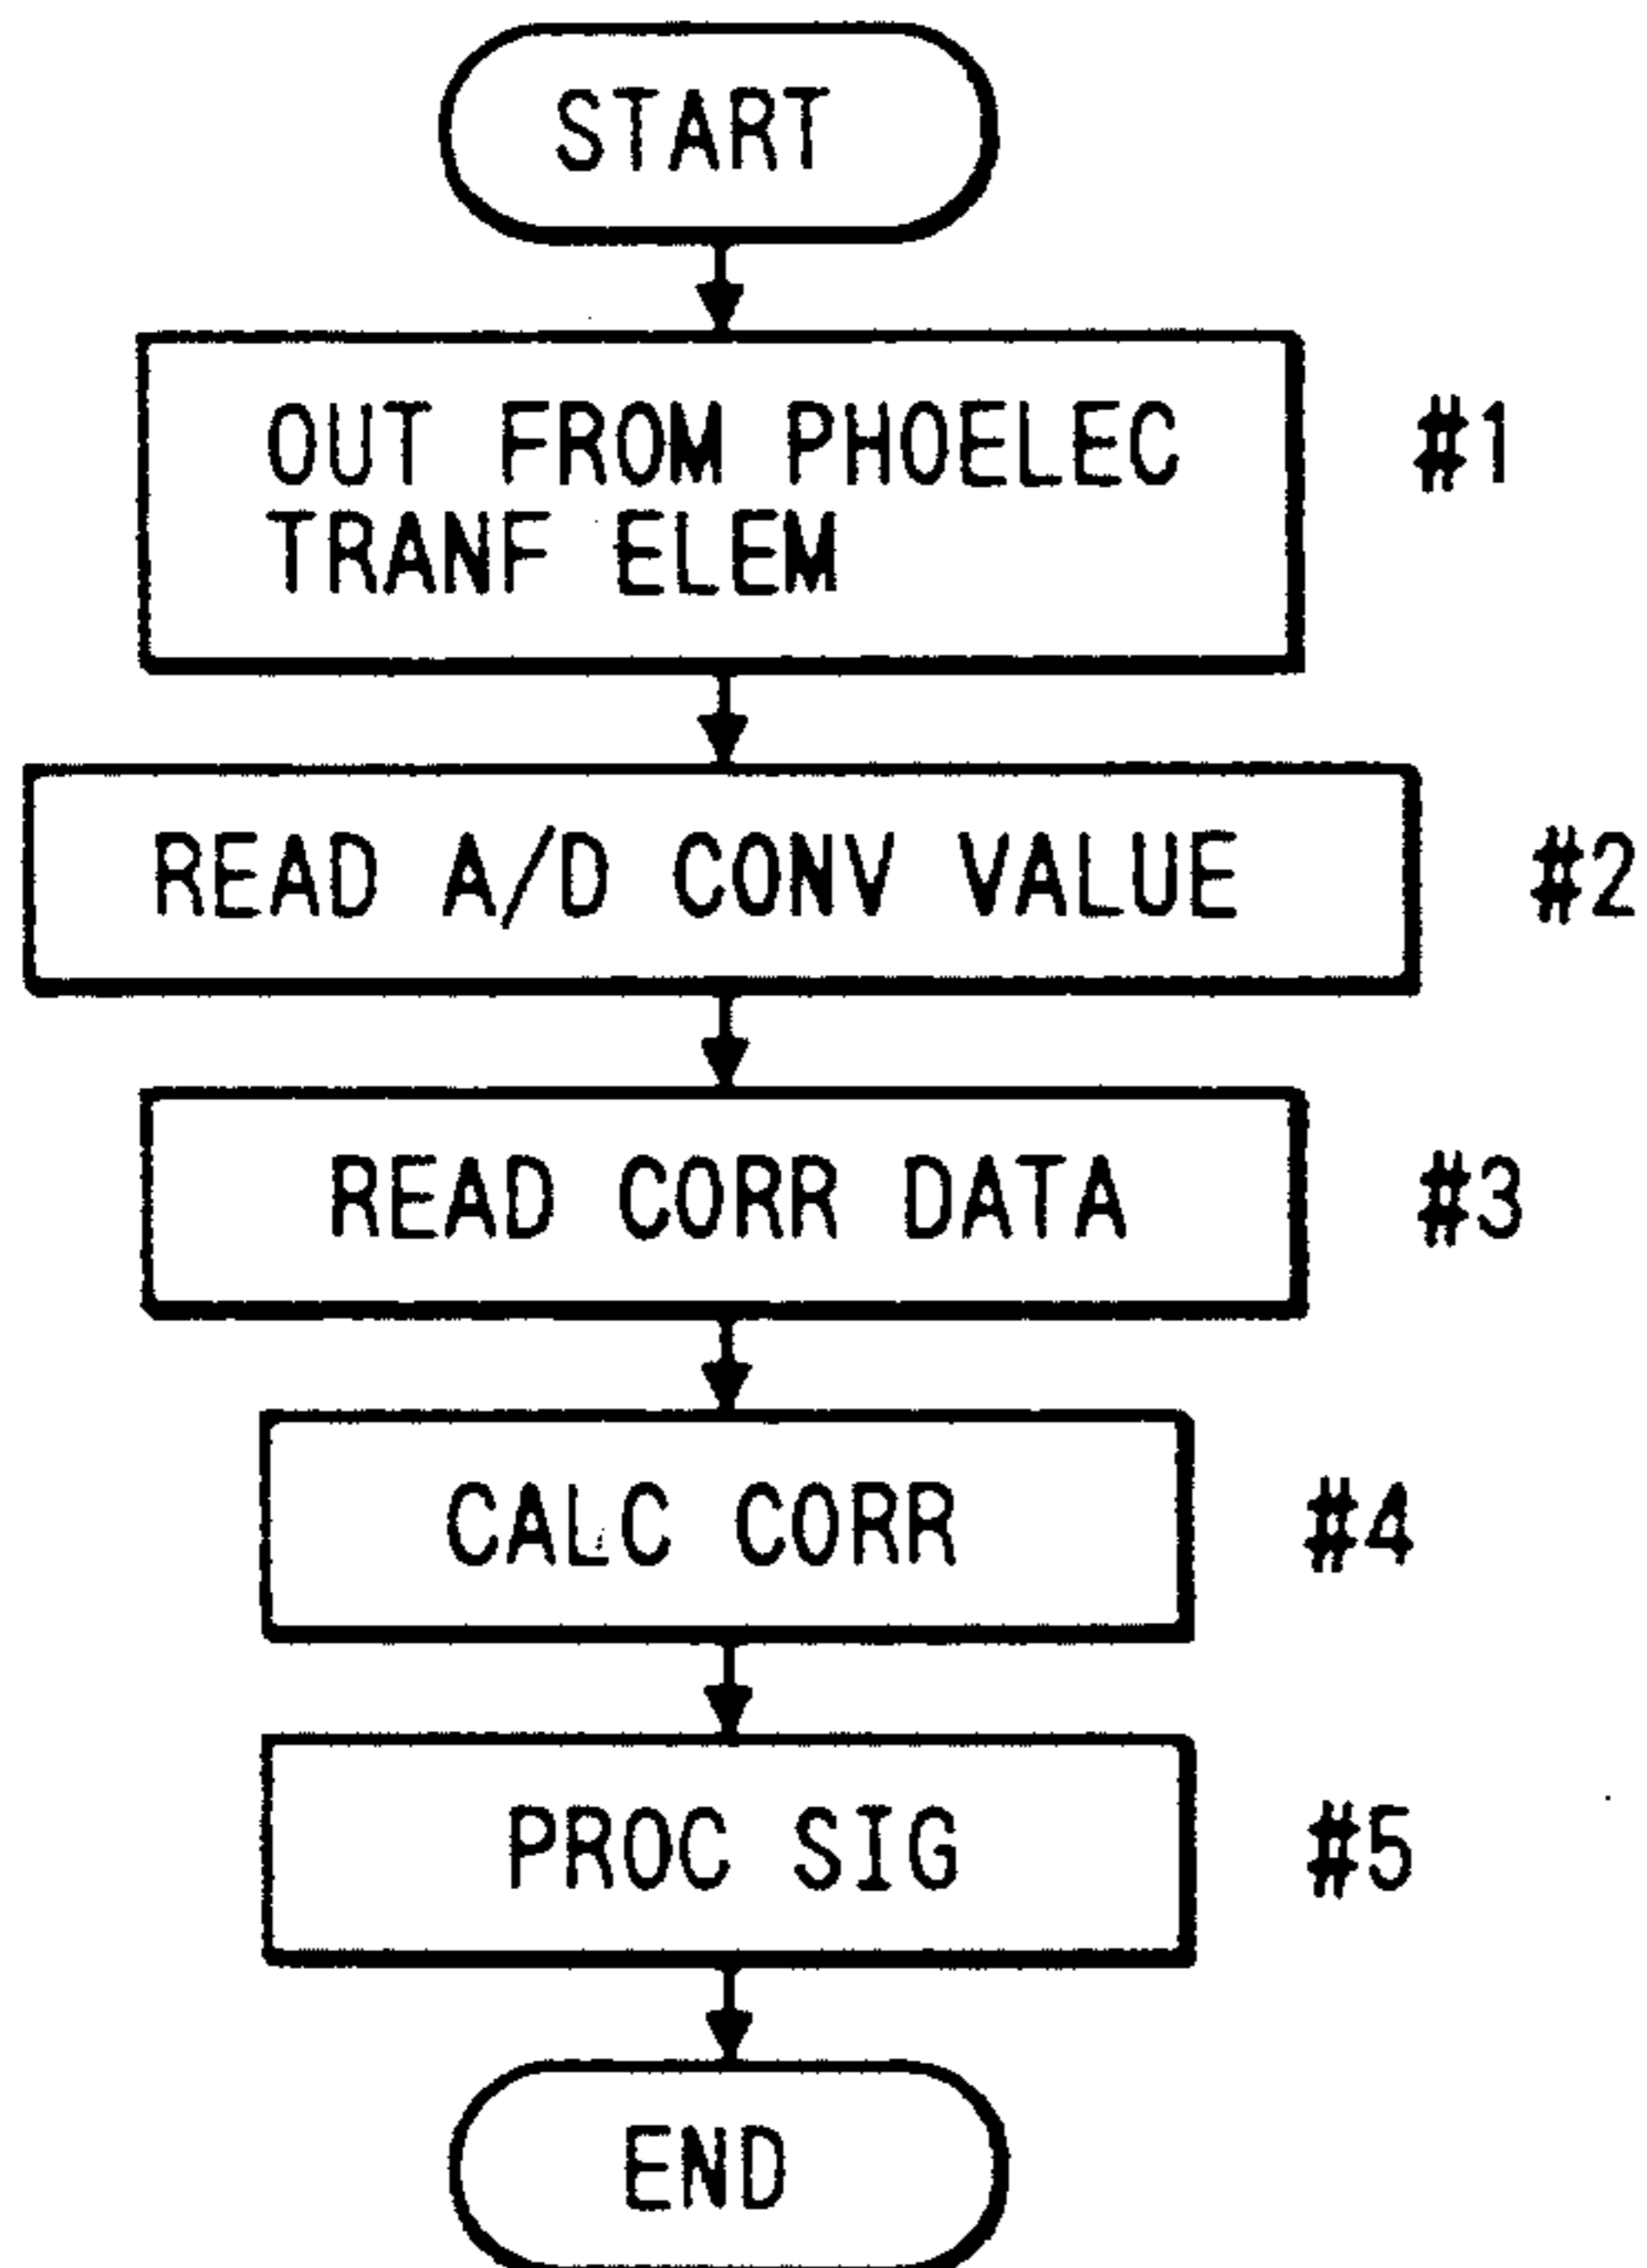 START
OUT FROM PHOELEC #1
TRANF ELEM
READ A/D CONV VALUE #2
READ CORR DATA #3
CALC CORR #4
PROC SIG #5
END